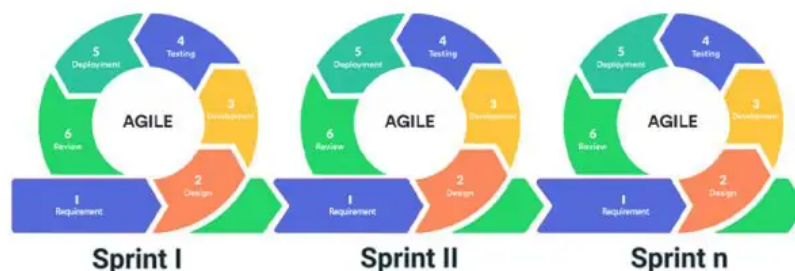 5
Deployment
4
Testing
6
Review
AGILE
3
Development
1
Requirement
2
Design
Sprint I
5
Deployment
4
Testing
6
Review
AGILE
3
Development
1
Requirement
2
Design
Sprint II
5
Deployment
4
Testing
6
Review
AGILE
3
Development
1
Requirement
2
Design
Sprint n